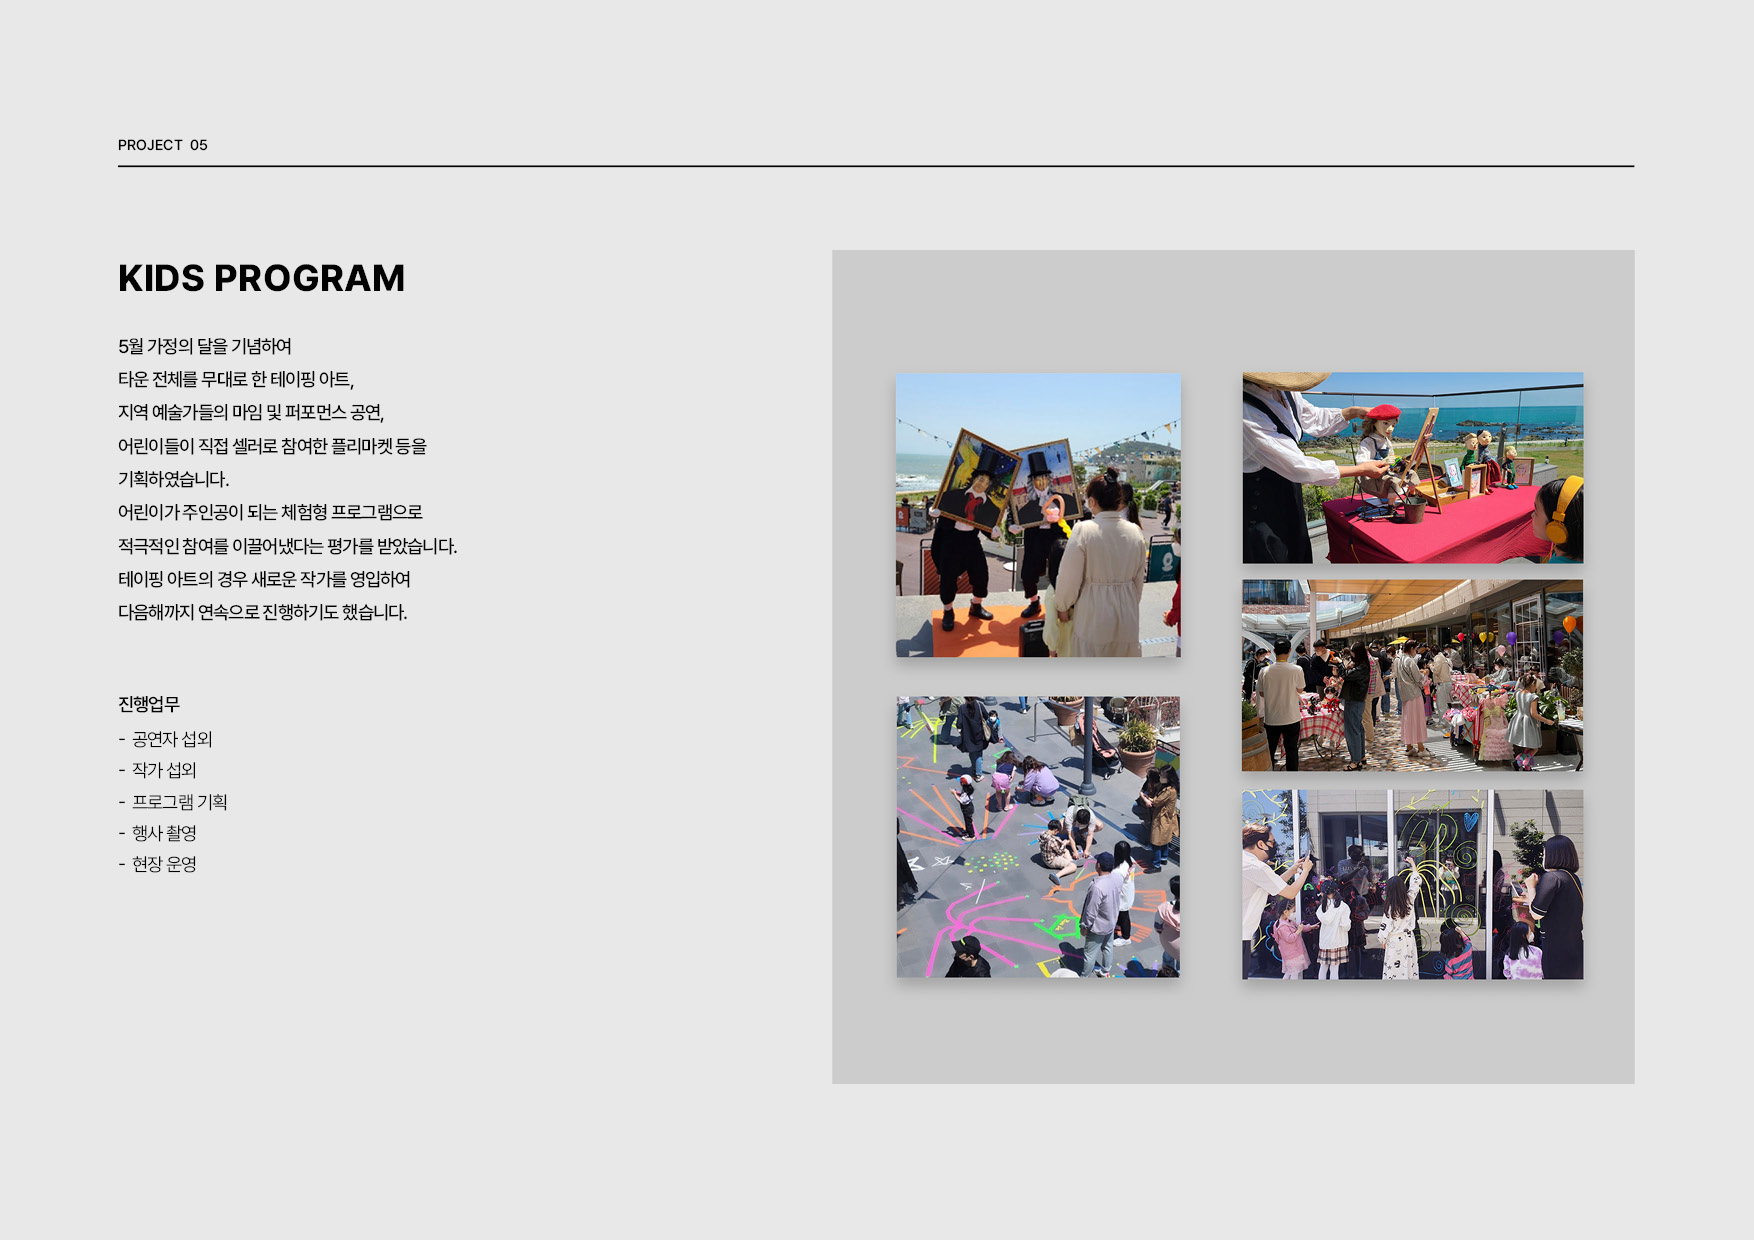 PROJECT 05
KIDS PROGRAM
5월 가정의 달을 기념하여
타운 전체를 무대로 한 테이핑 아트,
지역 예술가들의 마임 및 퍼포먼스 공연,
어린이들이 직접 셀러로 참여한 플리마켓 등을
기획하였습니다.
어린이가 주인공이 되는 체험형 프로그램으로
적극적인 참여를 이끌어냈다는 평가를 받았습니다.
테이핑 아트의 경우 새로운 작가를 영입하여
다음해까지 연속으로 진행하기도 했습니다.
진행업무
- 공연자 섭외
- 작가 섭외
- 프로그램 기획
- 행사 촬영
- 현장 운영